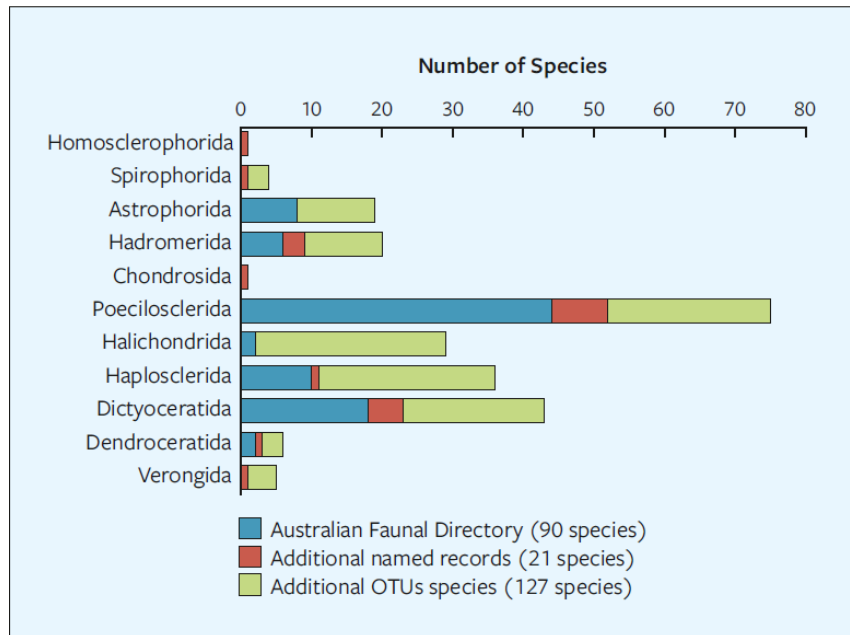 Number of Species
0 10 20 30 40 50 60 70 80
Homosclerophorida
Spirophorida
Astrophorida
Hadromerida
Chondrosida
Poecilosclerida
Halichondrida
Haplosclerida
Dictyoceratida
Dendroceratida
Verongida
Australian Faunal Directory (90 species)
Additional named records (21 species)
Additional OTUs species (127 species)